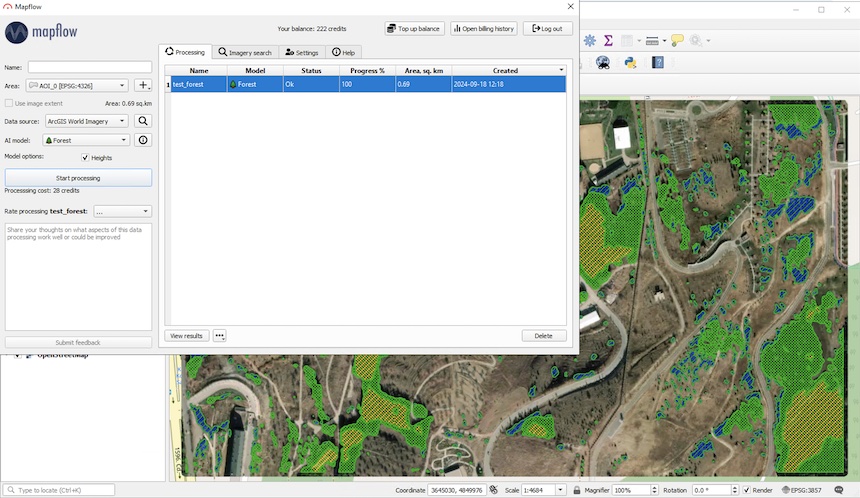 Mapflow
mapflow
Your balance: 222 credits
Top up balance
Open billing history
Log out
Processing
Imagery search
Settings
Help
Name:
Area:
AOI_0 [EPSG:4326]
Use image extent
Area: 0.69 sq.km
Data source:
ArcGIS World Imagery
AI model:
Forest
Model options:
Heights
Start processing
Processsing cost: 28 credits
Rate processing test_forest:
...
Share your thoughts on what aspects of this data
processing work well or could be improved
Submit feedback
Name Model Status Progress % Area, sq. km Created
1 test_forest Forest Ok 100 0.69 2024-09-18 12:18
View results
Delete
OpenStreetMap
Type to locate (Ctrl+K)
Coordinate 3645030, 4849976
Scale 1:4684
Magnifier 100%
Rotation 0.0 °
Render
EPSG:3857